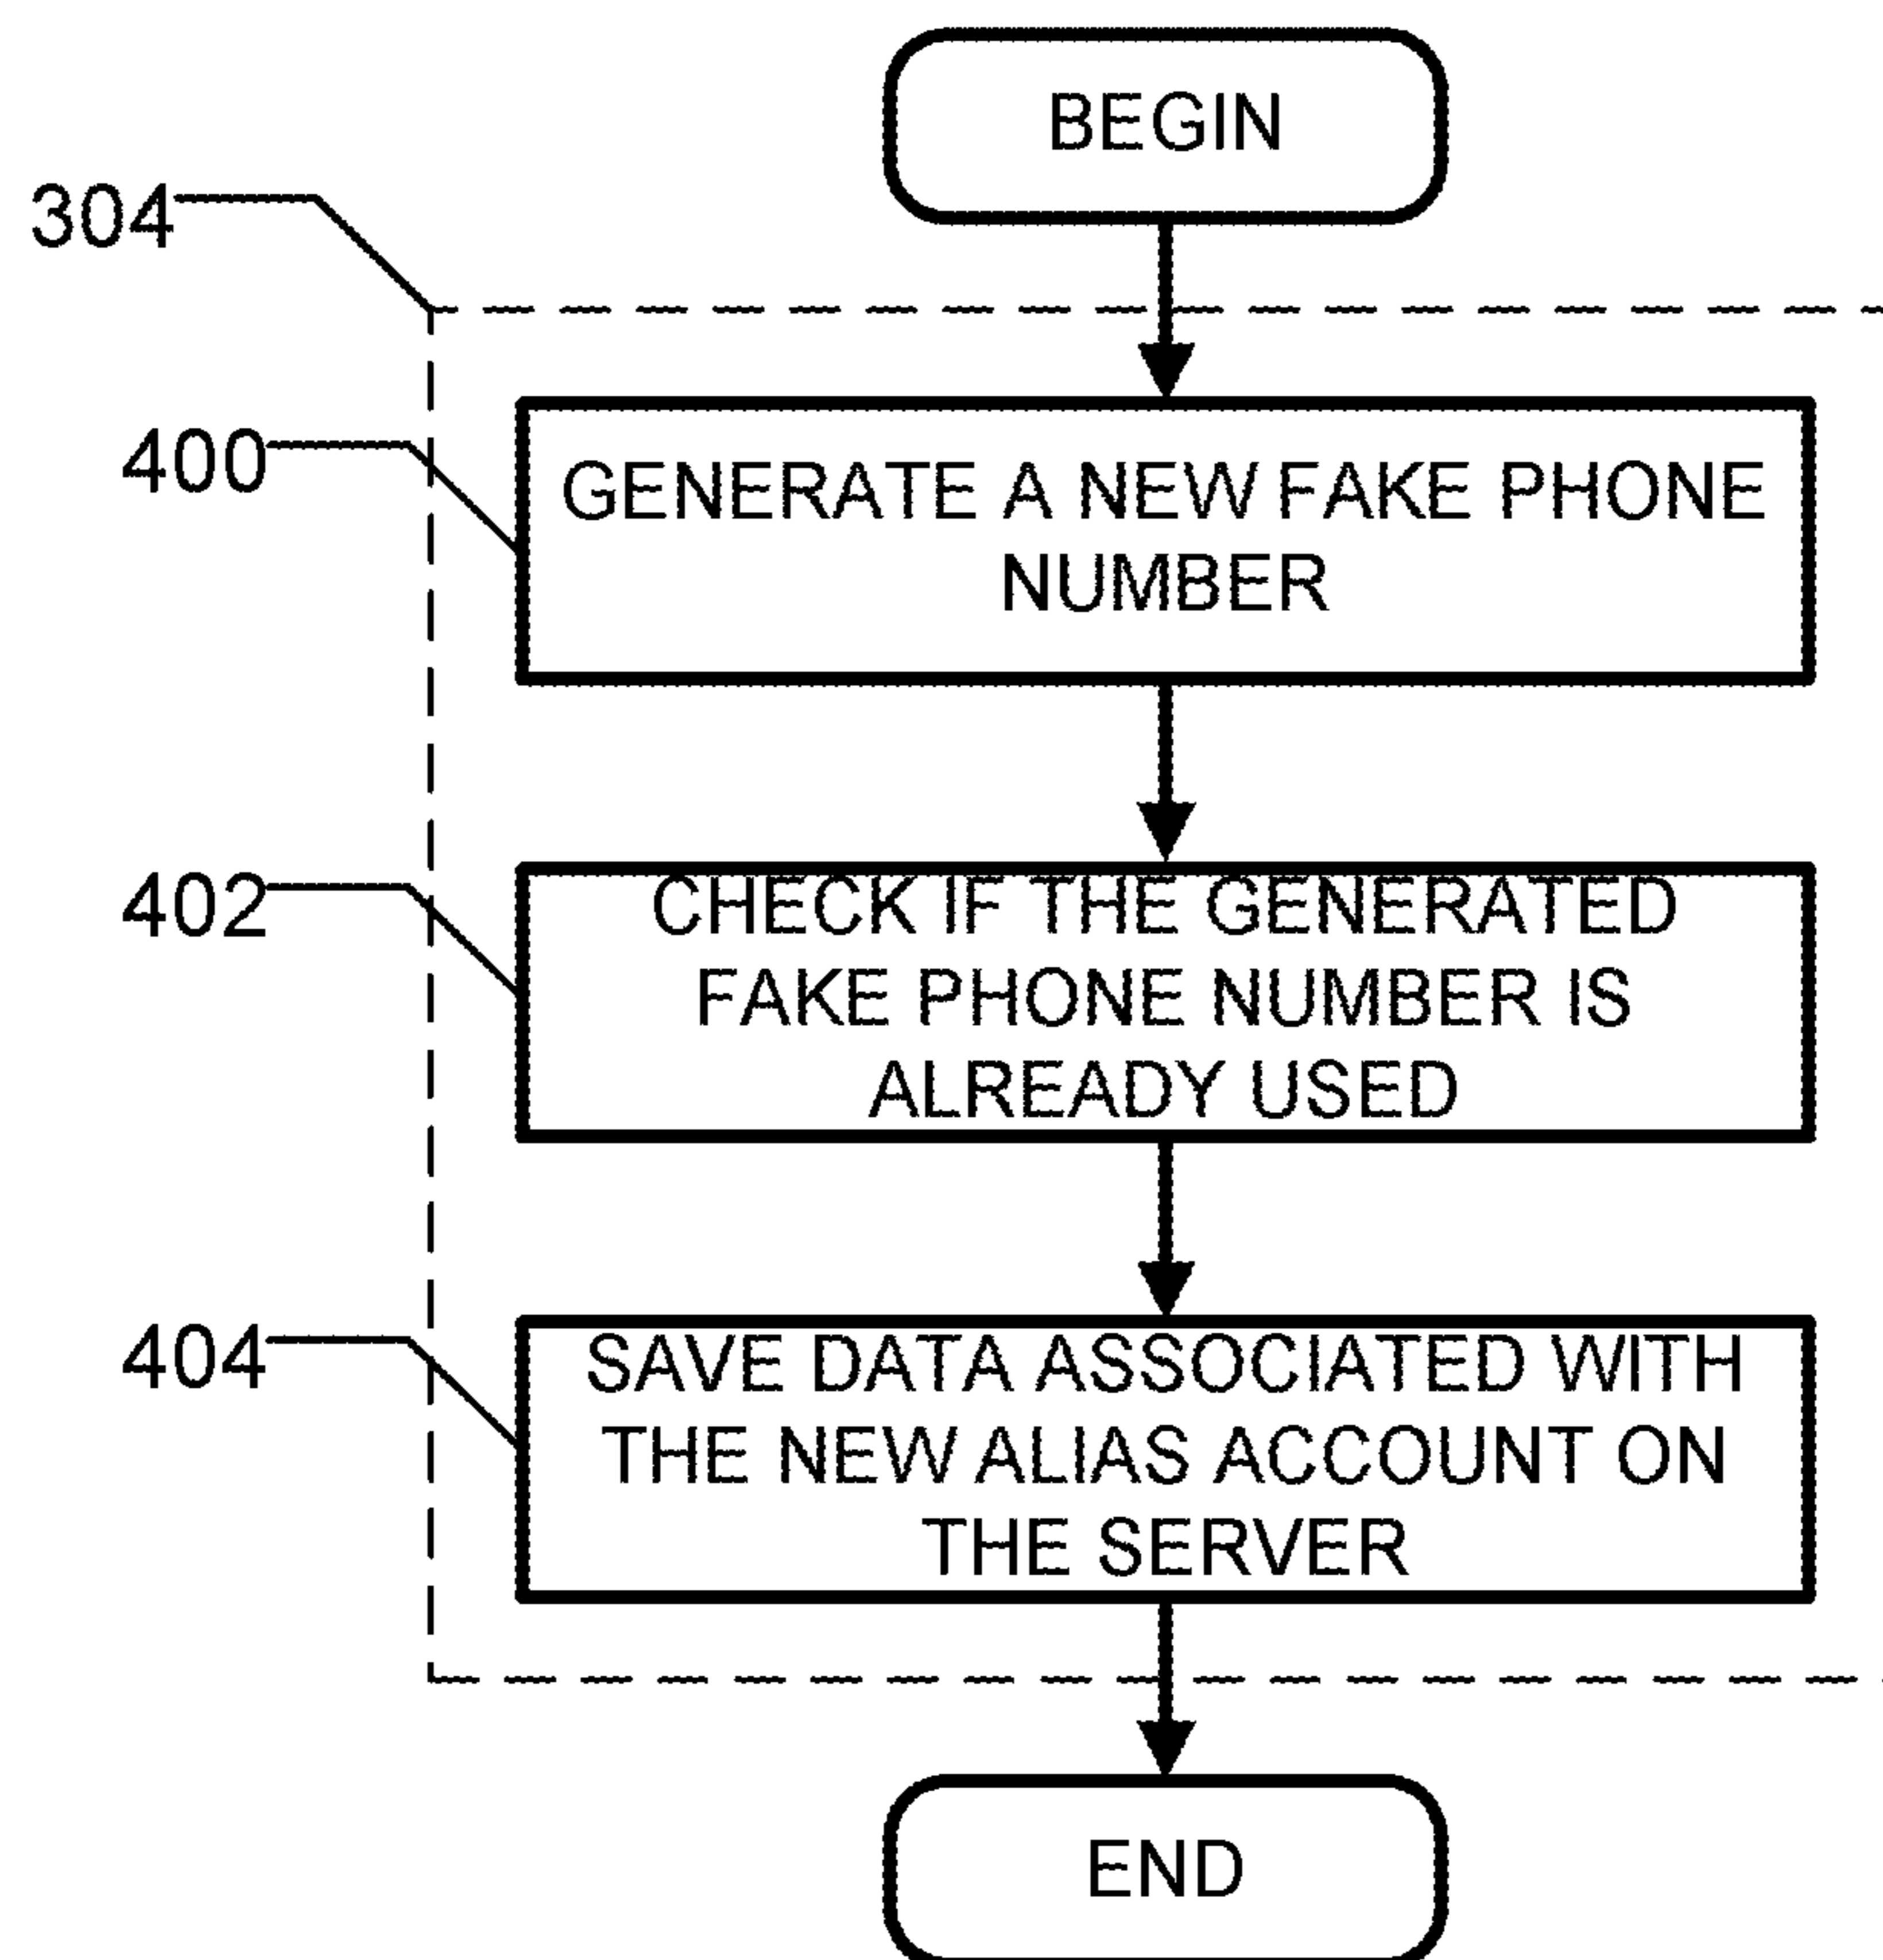 BEGIN
304
400
GENERATE A NEW FAKE PHONE
NUMBER
402
CHECK IF THE GENERATED
FAKE PHONE NUMBER IS
ALREADY USED
404
SAVE DATA ASSOCIATED WITH
THE NEW ALIAS ACCOUNT ON
THE SERVER
END